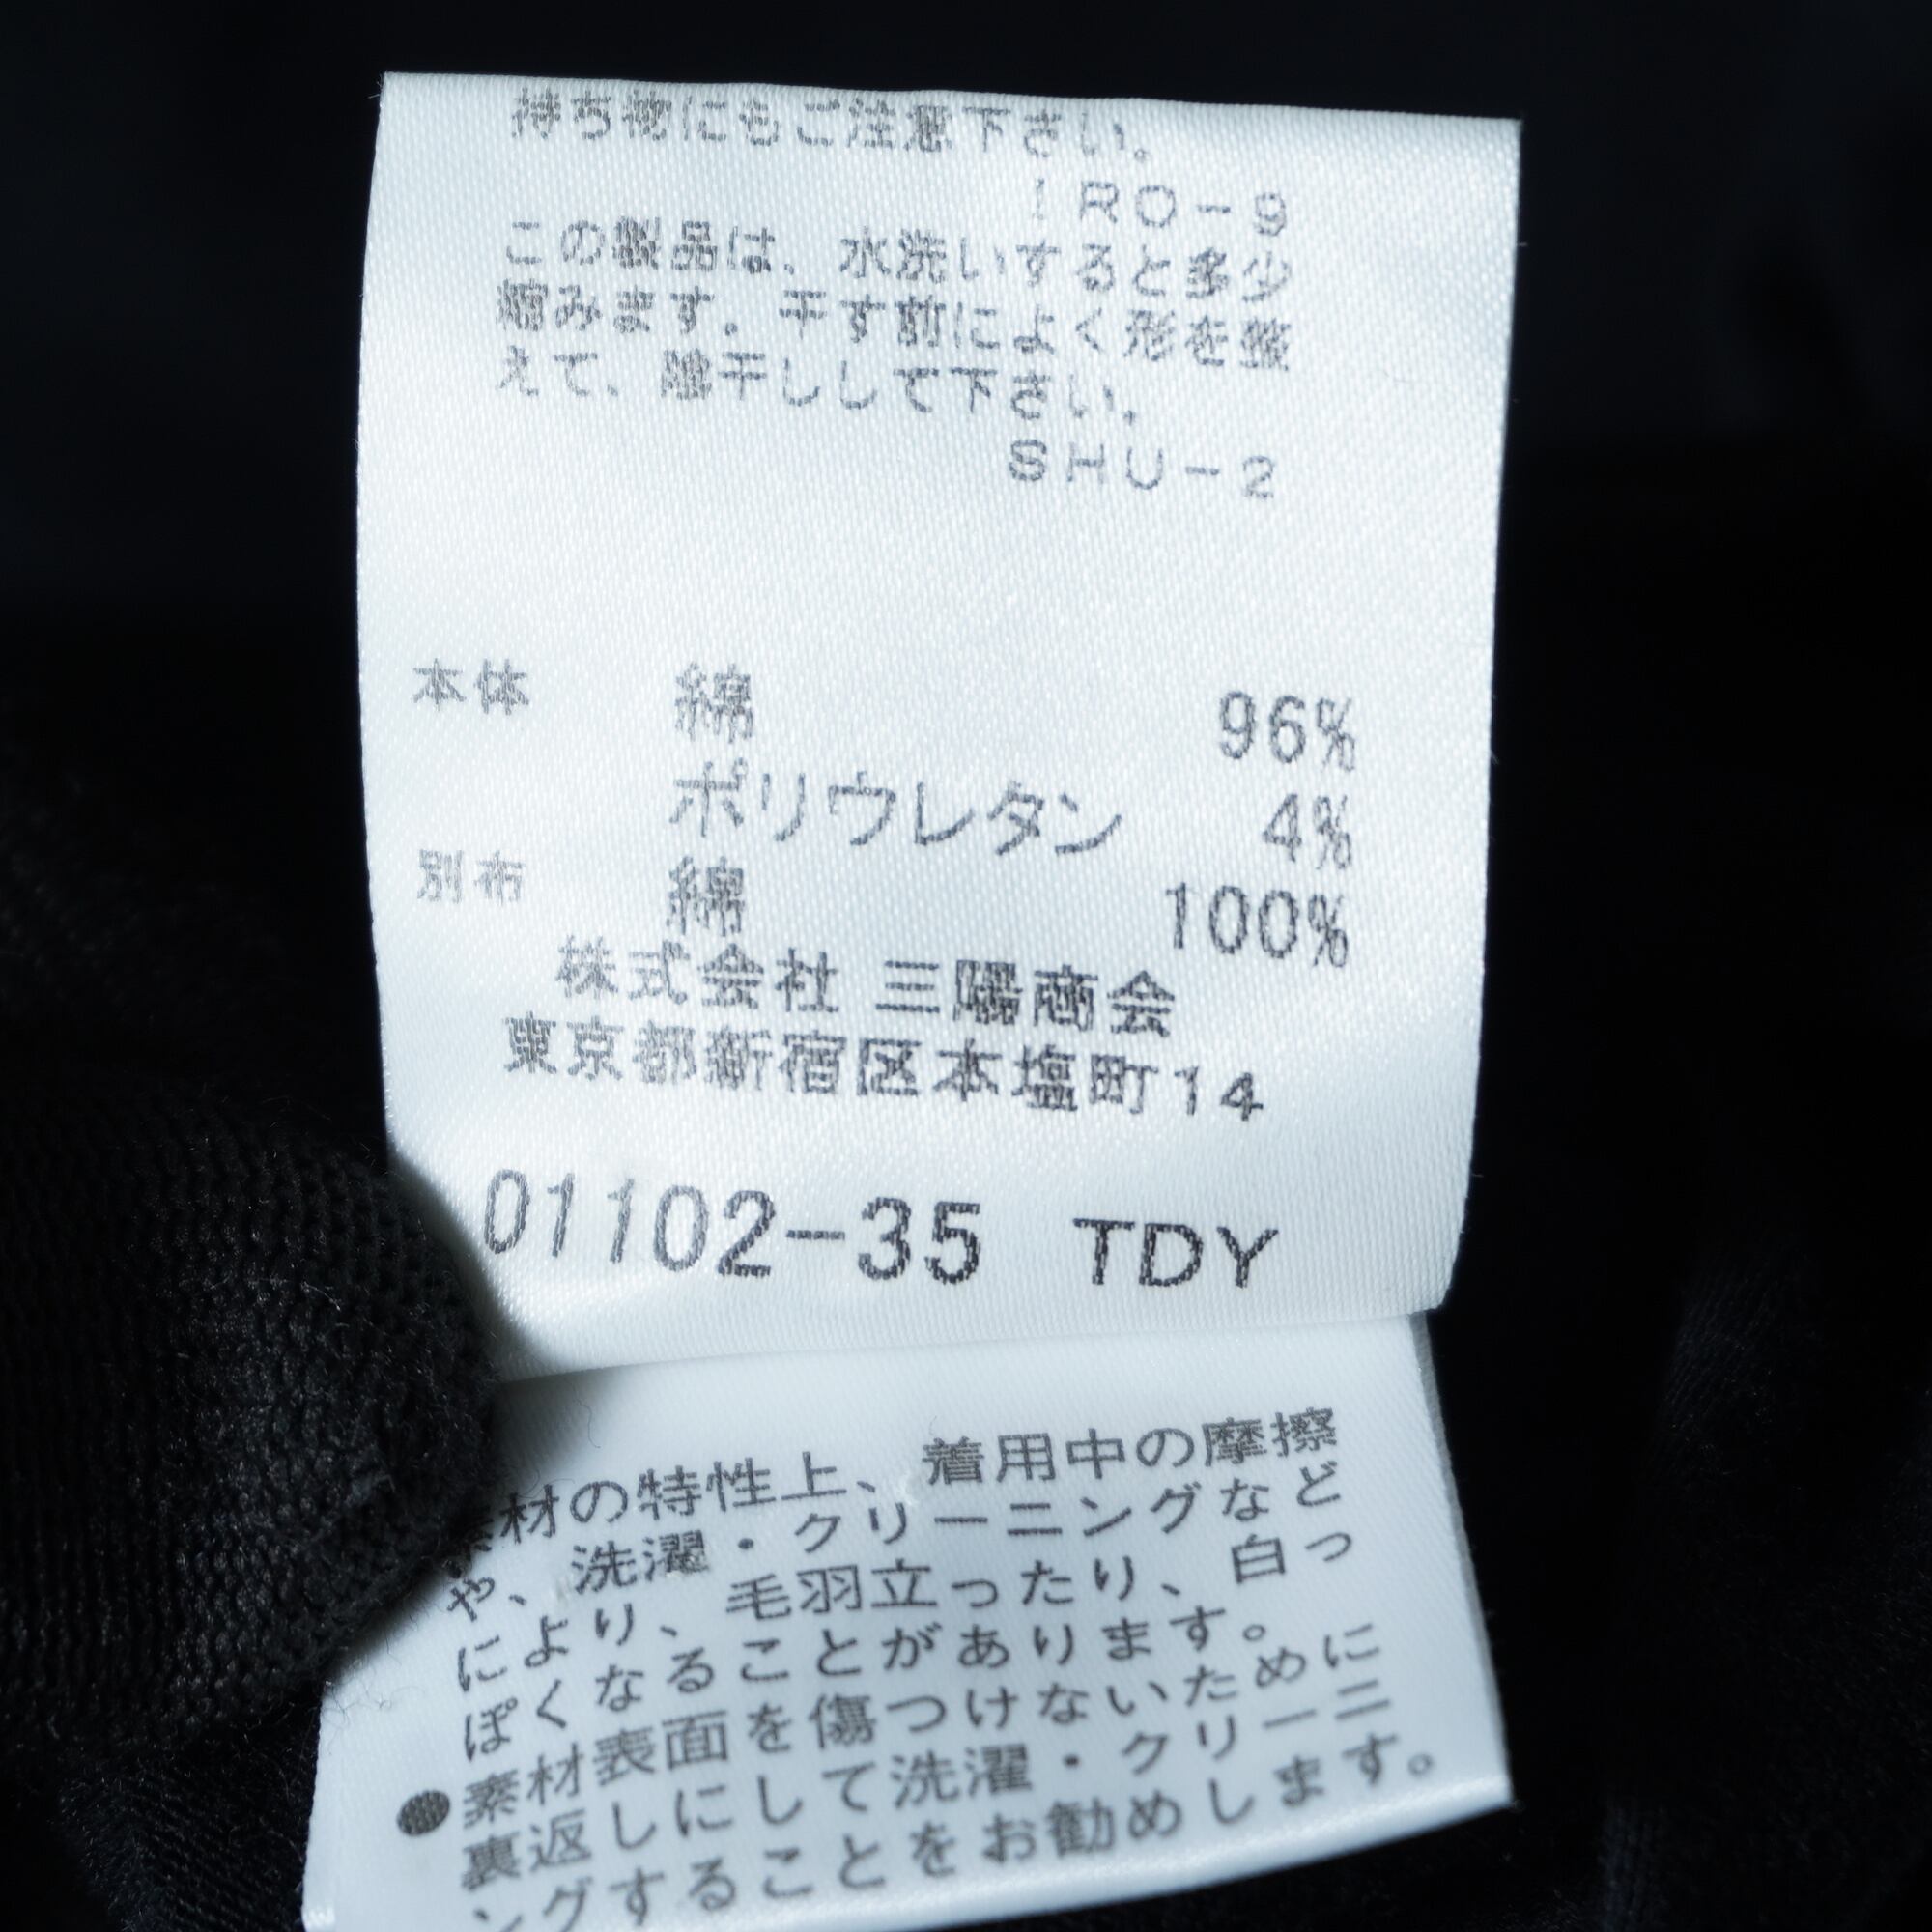 持ち物にもご注意下さい。
IRO-9
この製品は、水洗いすると多少
縮みます。干す前によく形を整
えて、陰干しして下さい。
SHU-2
本体 綿 96%
ポリウレタン 4%
別布 綿 100%
株式会社 三陽商会
東京都新宿区本塩町14
01102-35 TDY
素材の特性上、着用中の摩擦
や、洗濯・クリーニングなど
により、毛羽立ったり、白っ
ぽくなることがあります。
●素材表面を傷つけないために
裏返しにして洗濯・クリーニ
ングすることをお勧めします。